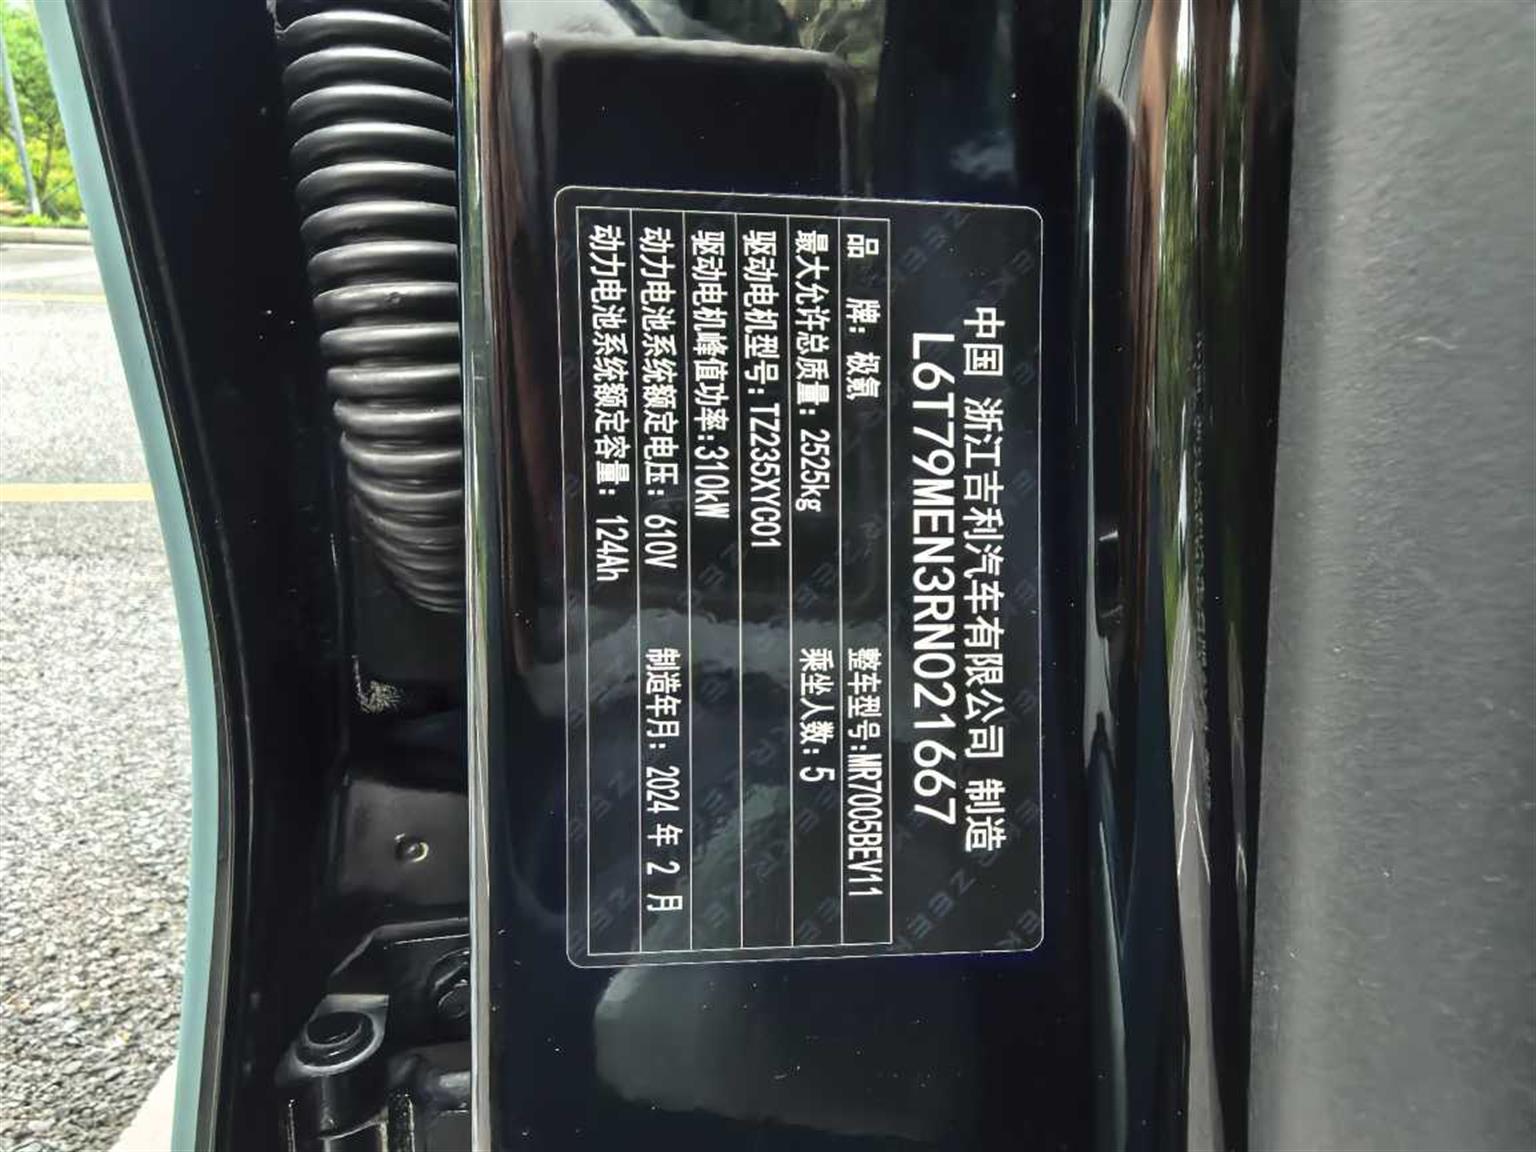 中国 浙江吉利汽车有限公司 制造
L6T79MEN3RN021667
品 牌：极氪 整车型号：MR7005BEV11
最大允许总质量：2525kg 乘坐人数：5
驱动电机型号：TZ235XYC01
驱动电机峰值功率：310kW
动力电池系统额定电压：610V 制造年月：2024 年 2 月
动力电池系统额定容量：124Ah
ZEEKR